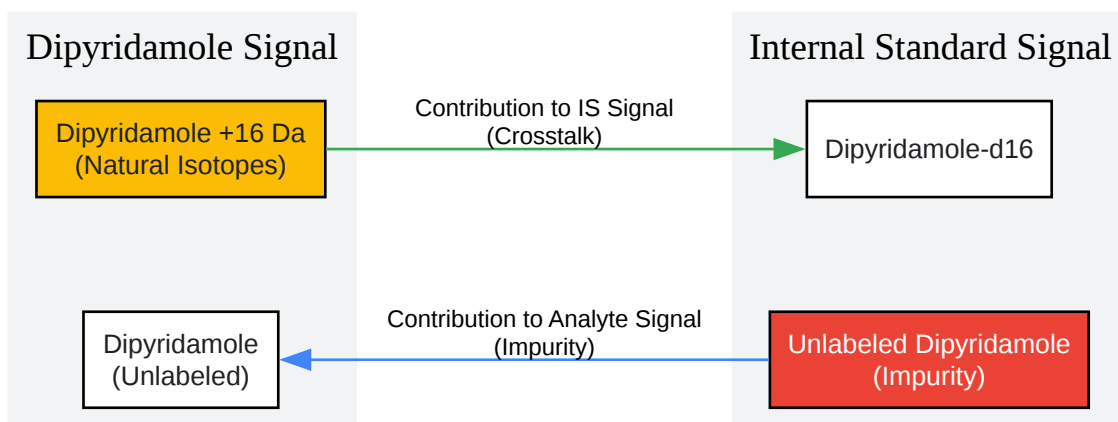 Dipyridamole Signal
Internal Standard Signal
Dipyridamole +16 Da
(Natural Isotopes)
Contribution to IS Signal
(Crosstalk)
Dipyridamole-d16
Dipyridamole
(Unlabeled)
Contribution to Analyte Signal
(Impurity)
Unlabeled Dipyridamole
(Impurity)